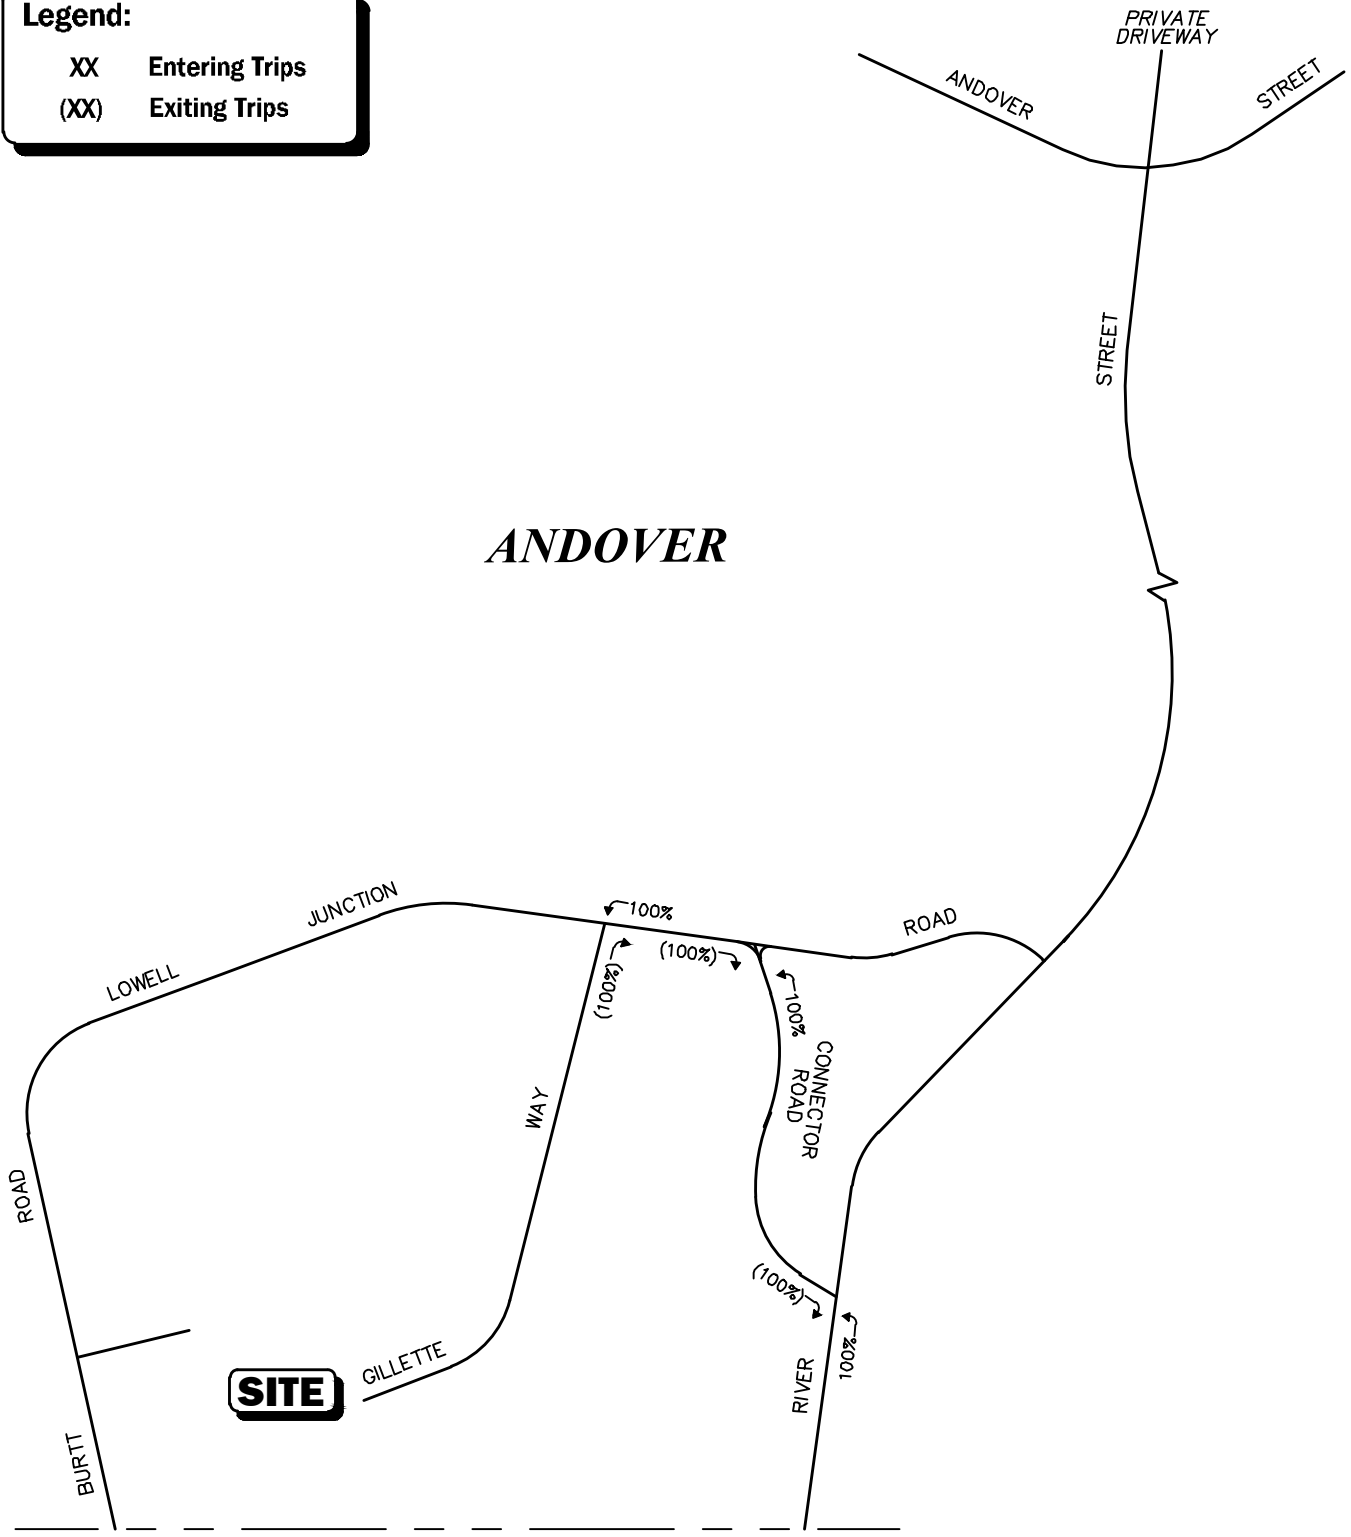 Legend:
XX Entering Trips
(XX) Exiting Trips
PRIVATE
DRIVEWAY
ANDOVER
STREET
STREET
ANDOVER
JUNCTION
100%
ROAD
LOWELL
(100%)
(100%)
100%
CONNECTOR
ROAD
WAY
ROAD
(100%)
100%
GILLETTE
SITE
RIVER
BURTT